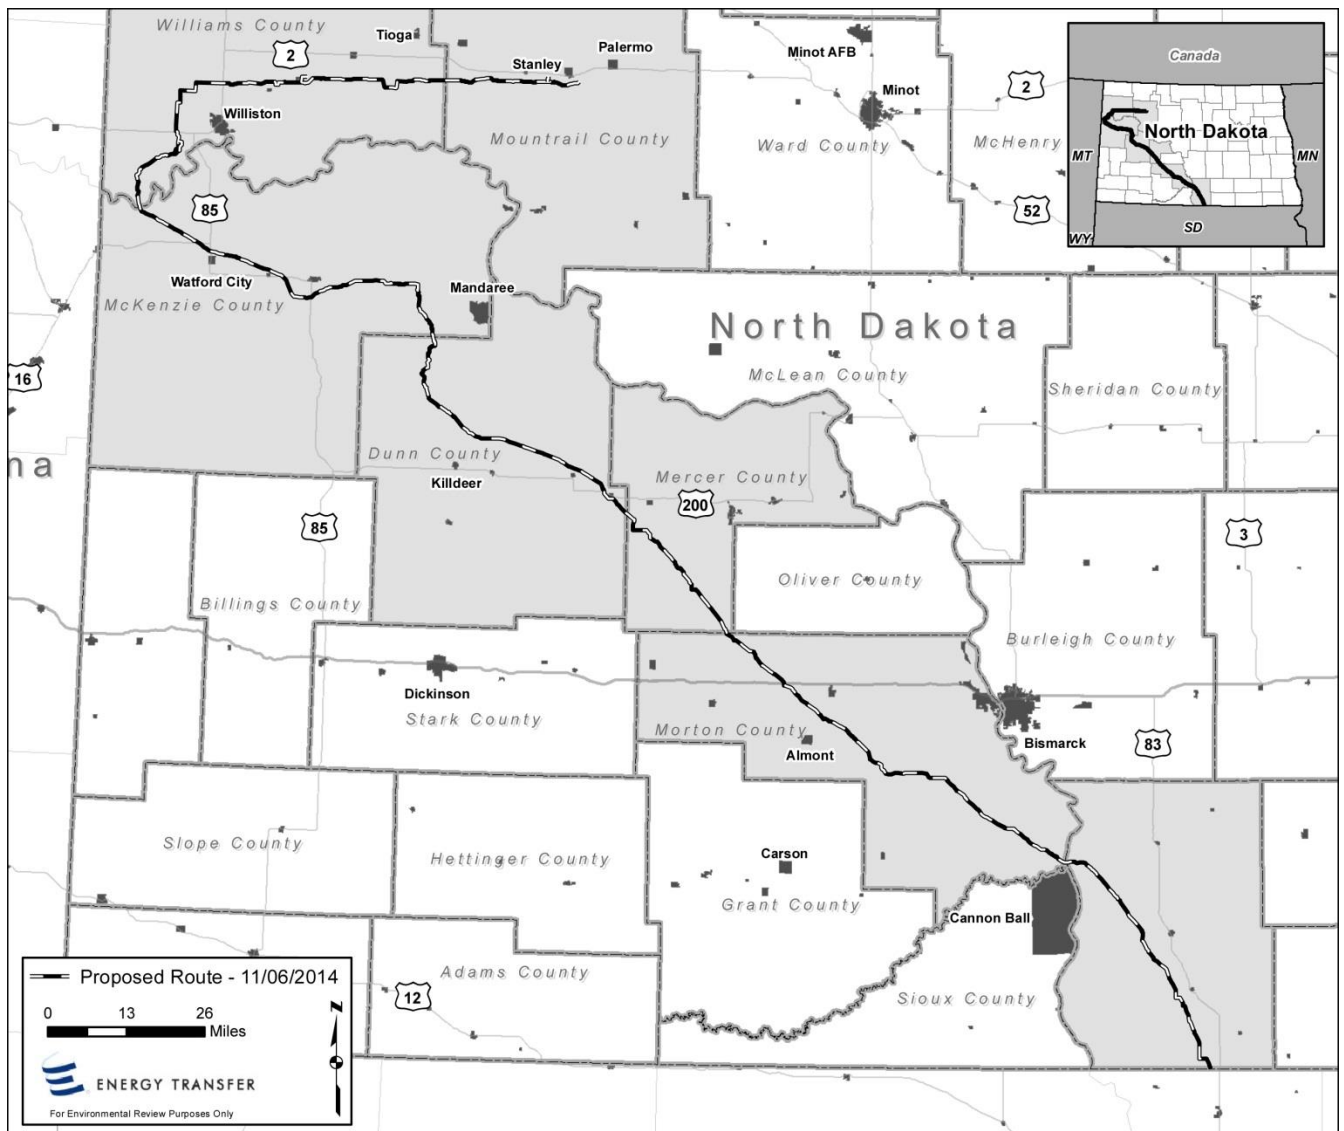 Williams County
Tioga
2
Stanley
Palermo
Minot AFB
Minot
2
Williston
Mountrail County
Ward County
McHenry
85
52
Canada
North Dakota
MT
MN
WY
SD
Watford City
McKenzie County
Mandaree
North Dakota
McLean County
Sheridan County
16
na
Dunn County
Killdeer
Mercer County
200
85
3
Billings County
Oliver County
Burleigh County
Dickinson
Stark County
Morton County
Almont
Bismarck
83
Slope County
Hettinger County
Carson
Grant County
Cannon Ball
Adams County
12
Sioux County
Proposed Route - 11/06/2014
0 13 26
Miles
N
ENERGY TRANSFER
For Environmental Review Purposes Only